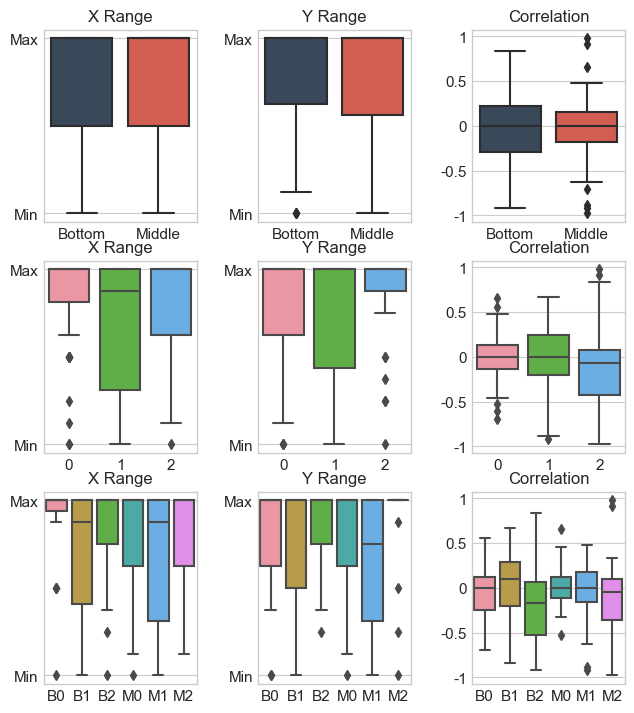 X Range Y Range Correlation
Max Max 1
0.5
0
-0.5
Min Min -1
Bottom Middle Bottom Middle Bottom Middle
X Range Y Range Correlation
Max Max 1
0.5
0
-0.5
Min Min -1
0 1 2 0 1 2 0 1 2
X Range Y Range Correlation
Max Max 1
0.5
0
-0.5
Min Min -1
B0 B1 B2 M0 M1 M2 B0 B1 B2 M0 M1 M2 B0 B1 B2 M0 M1 M2